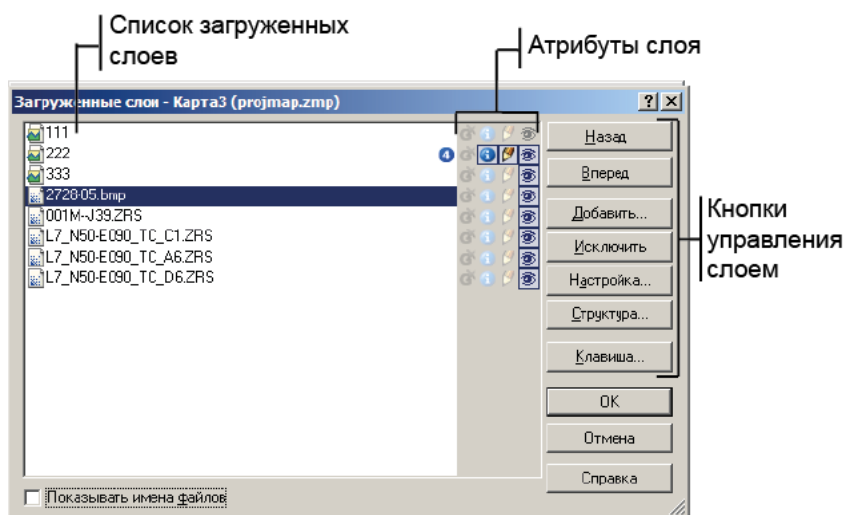 Список загруженных
слоев
Атрибуты слоя
Загруженные слои - Карта3 (projmap.zmp)
111
222
4
333
2728-05.bmp
001M--J39.ZRS
L7_N50-E090_TC_C1.ZRS
L7_N50-E090_TC_A6.ZRS
L7_N50-E090_TC_D6.ZRS
Назад
Вперед
Добавить...
Исключить
Настройка...
Структура...
Клавиша...
OK
Отмена
Справка
Кнопки
управления
слоем
Показывать имена файлов